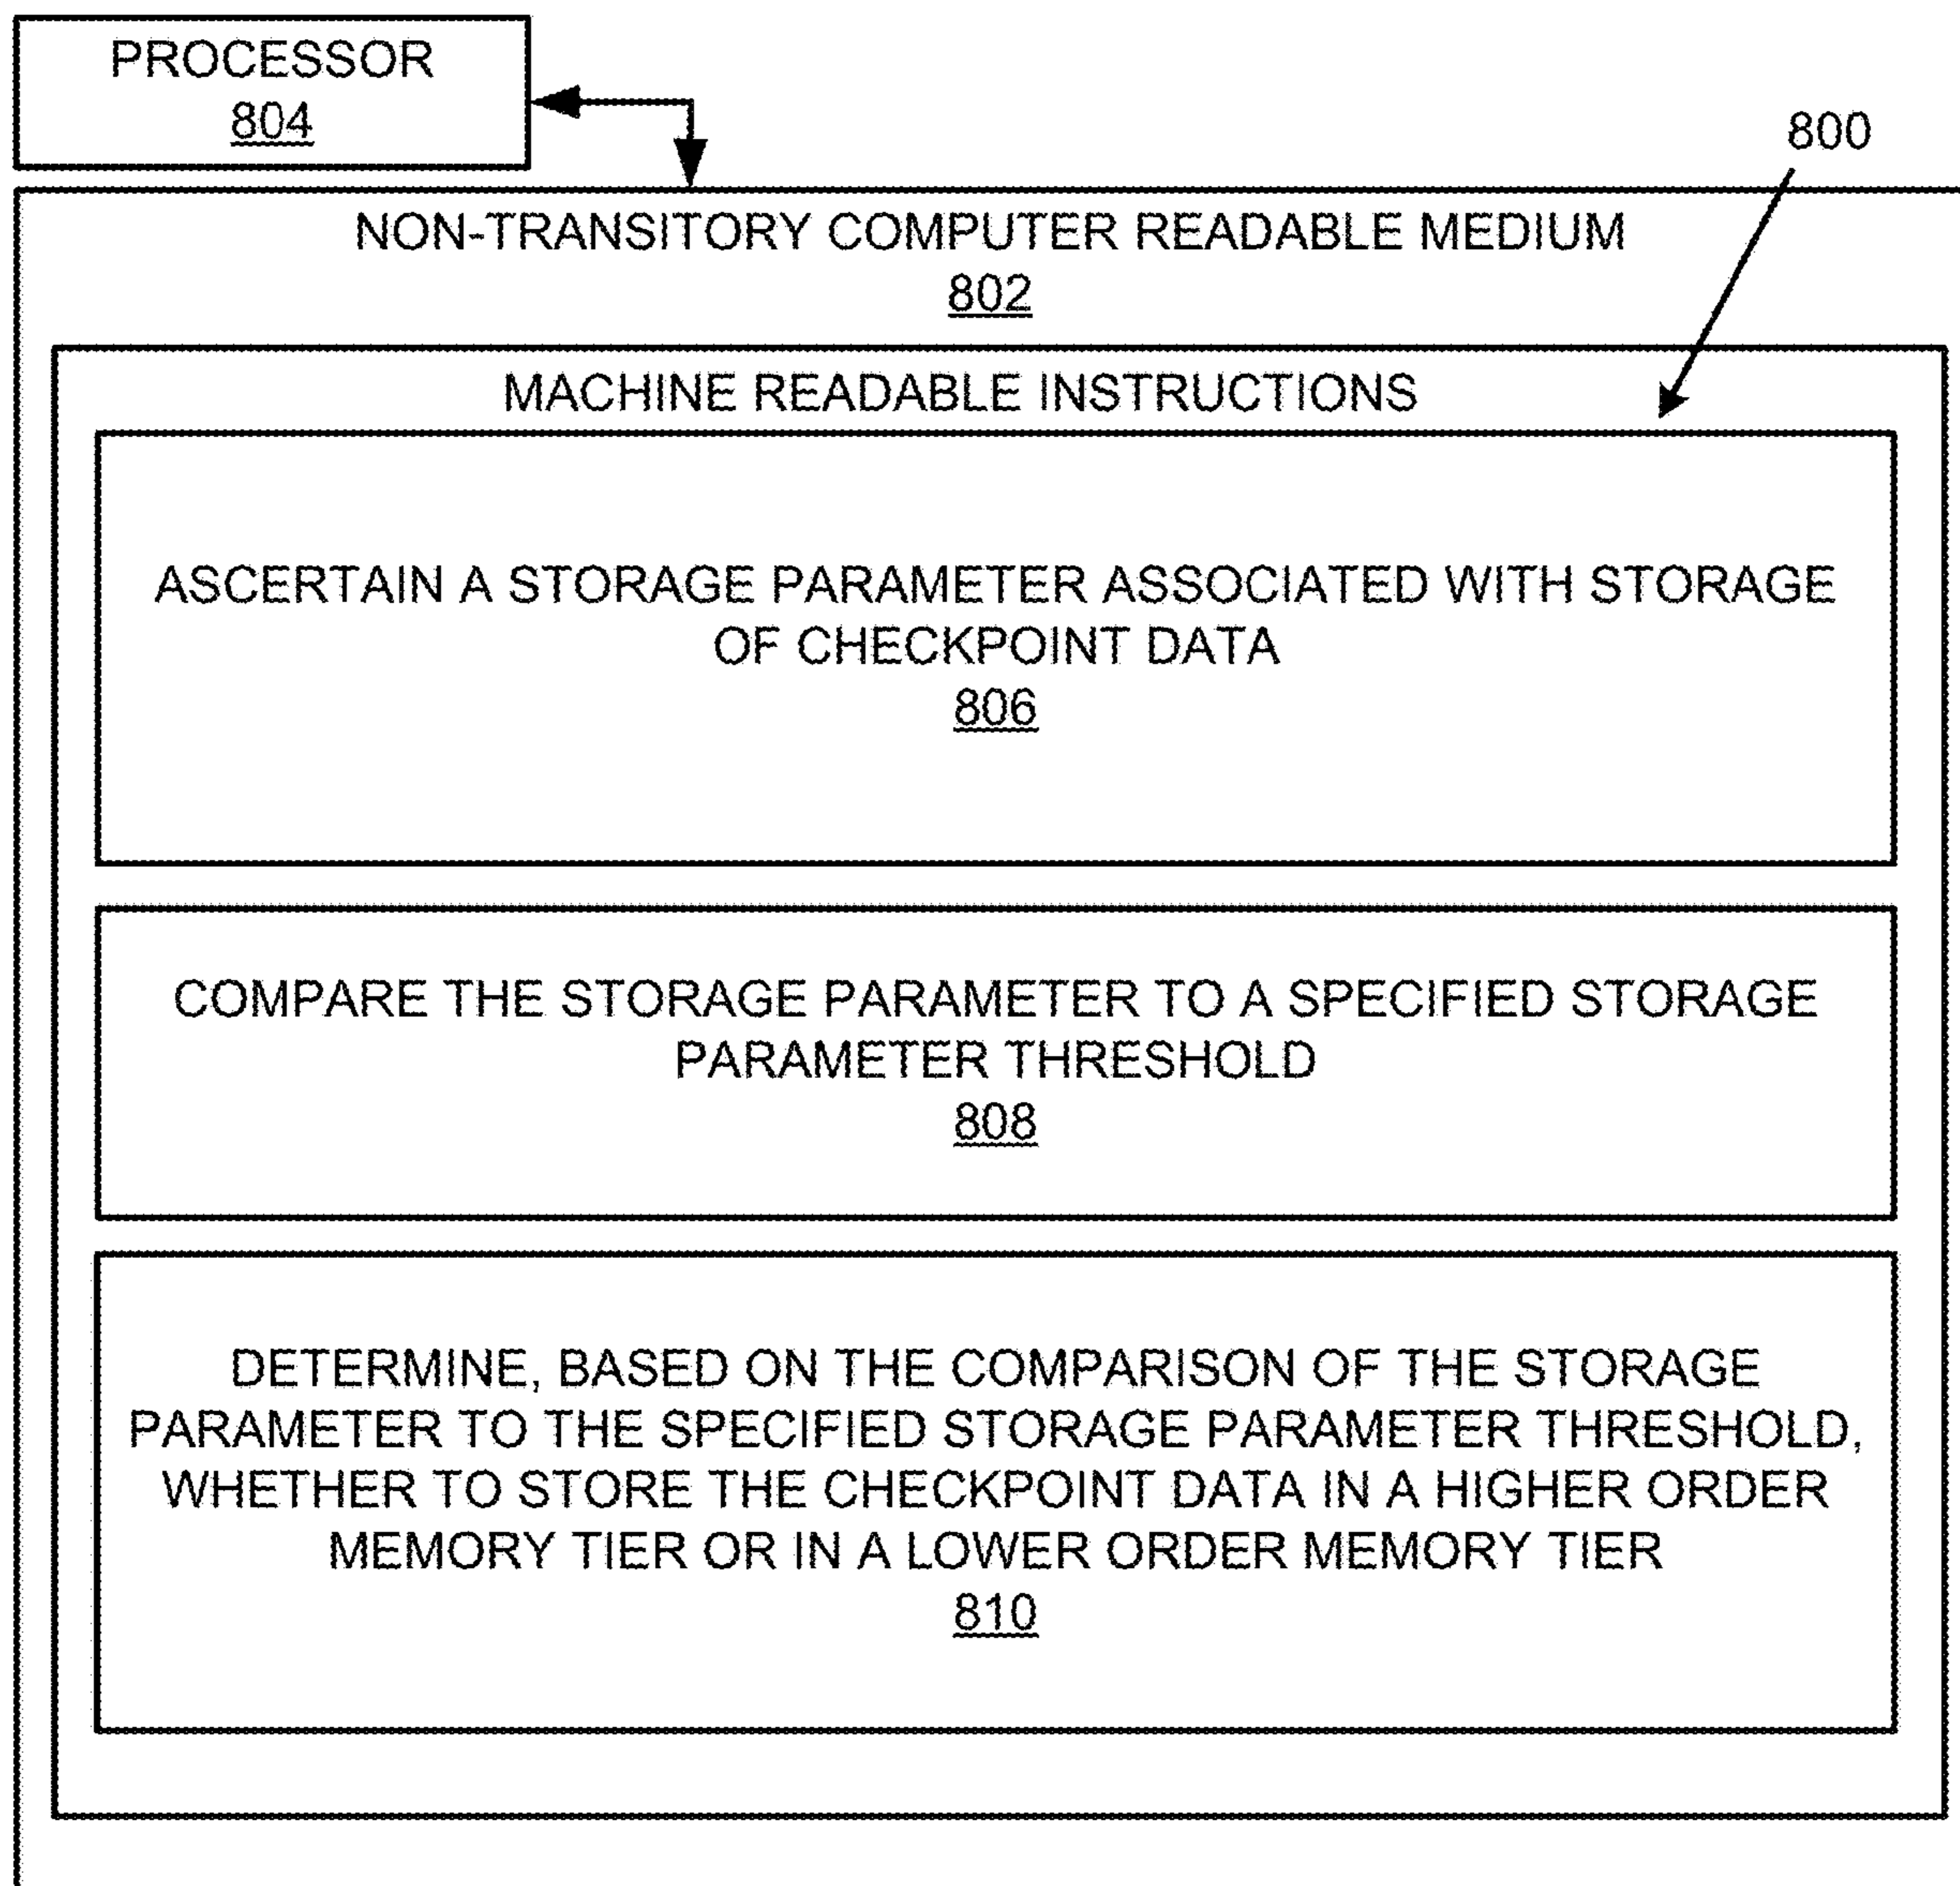 PROCESSOR
804
800
NON-TRANSITORY COMPUTER READABLE MEDIUM
802
MACHINE READABLE INSTRUCTIONS
ASCERTAIN A STORAGE PARAMETER ASSOCIATED WITH STORAGE
OF CHECKPOINT DATA
806
COMPARE THE STORAGE PARAMETER TO A SPECIFIED STORAGE
PARAMETER THRESHOLD
808
DETERMINE, BASED ON THE COMPARISON OF THE STORAGE
PARAMETER TO THE SPECIFIED STORAGE PARAMETER THRESHOLD,
WHETHER TO STORE THE CHECKPOINT DATA IN A HIGHER ORDER
MEMORY TIER OR IN A LOWER ORDER MEMORY TIER
810